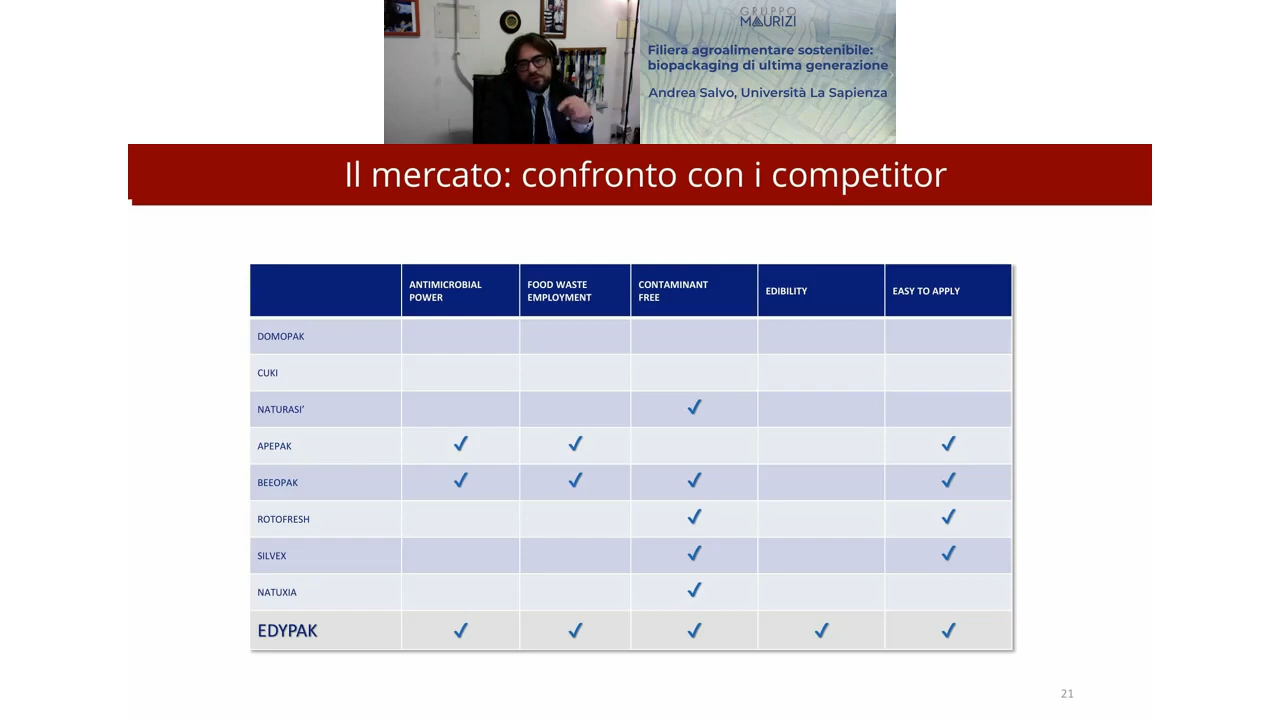 GRUPPO
MAURIZI
Filiera agroalimentare sostenibile:
biopackaging di ultima generazione
Andrea Salvo, Università La Sapienza
Il mercato: confronto con i competitor
ANTIMICROBIAL POWER FOOD WASTE EMPLOYMENT CONTAMINANT FREE EDIBILITY EASY TO APPLY
DOMOPAK
CUKI
NATURASI'
APEPAK ✓ ✓ ✓
BEEOPAK ✓ ✓ ✓ ✓
ROTOFRESH ✓ ✓
SILVEX ✓ ✓
NATUXIA ✓
EDYPAK ✓ ✓ ✓ ✓ ✓
21